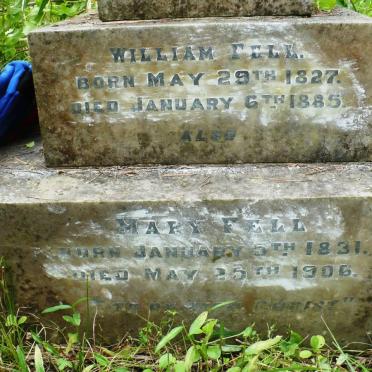 WILLIAM FELL.
BORN MAY 29TH 1827.
DIED JANUARY 6TH 1885.
ALSO
MARY FELL
BORN JANUARY 5TH 1831.
DIED MAY 25TH 1906.
CHRIST"